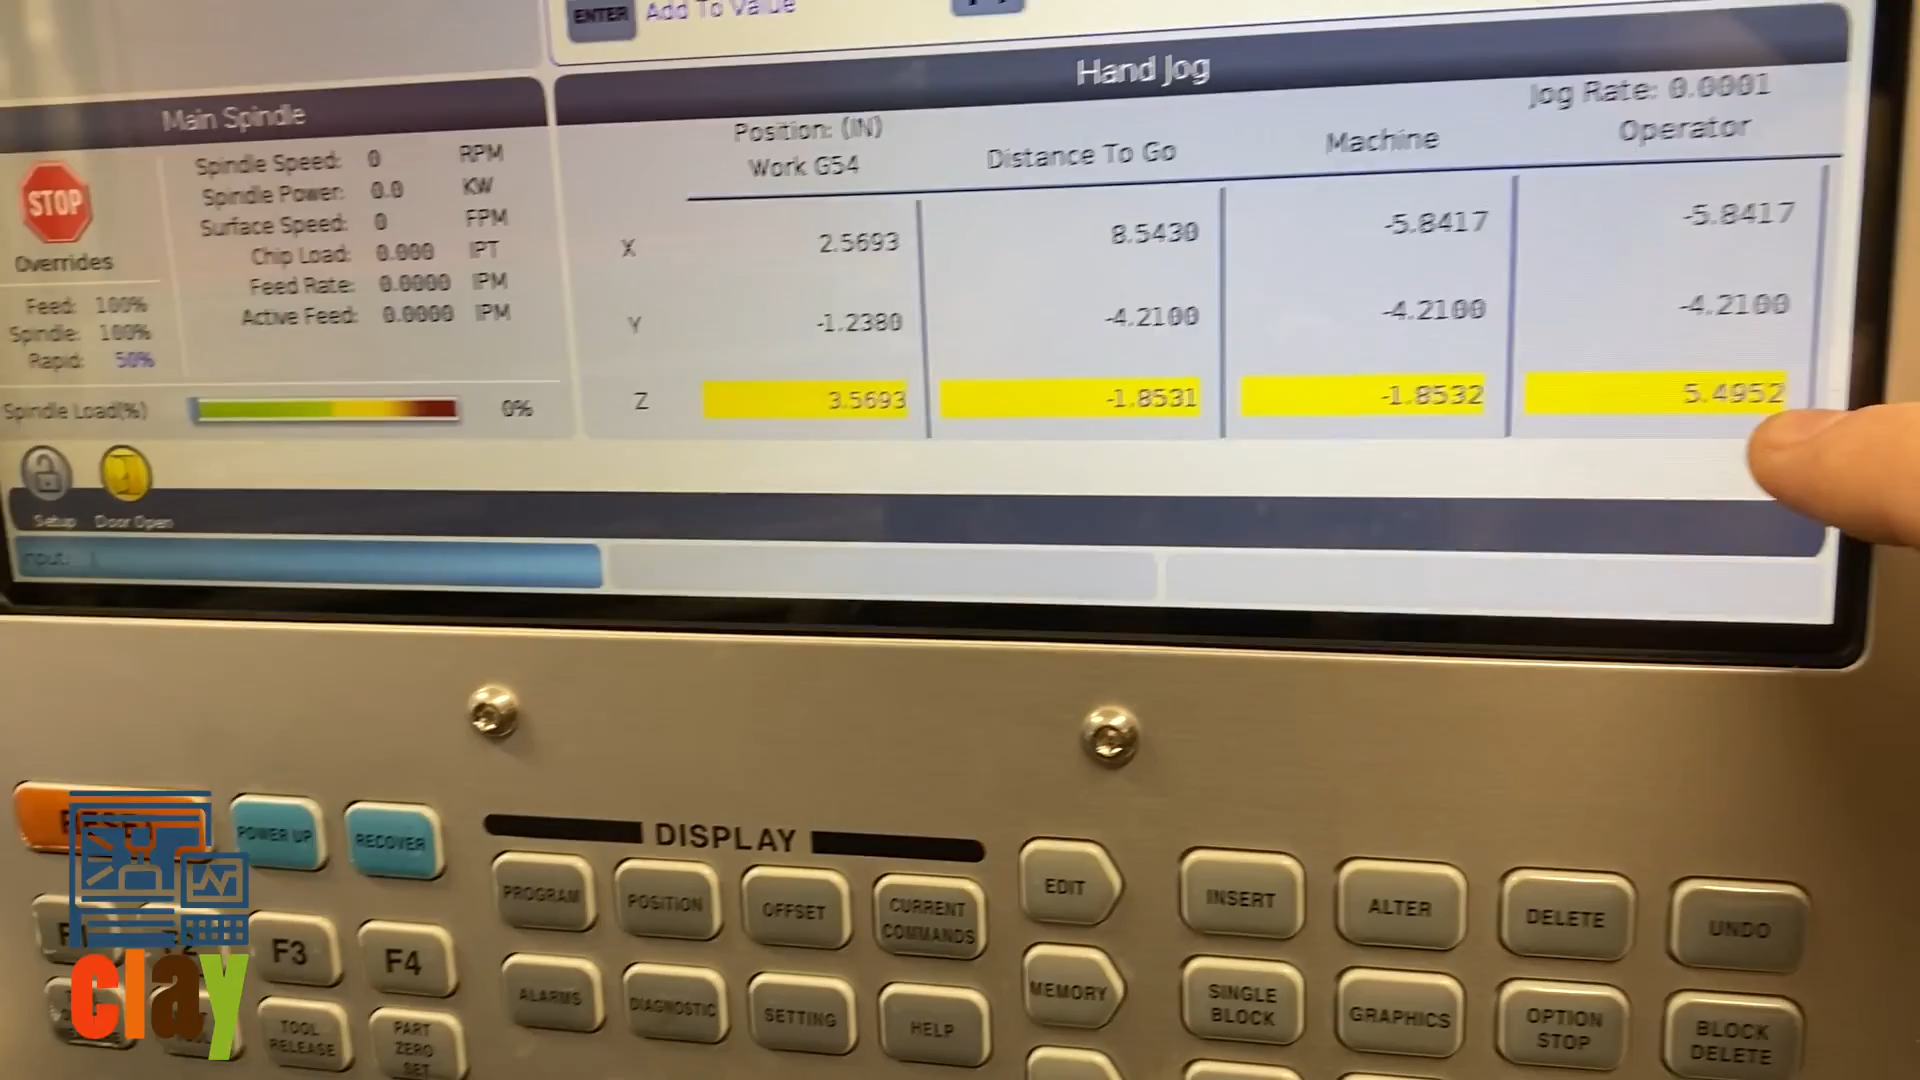 ENTER Add To Value
Main Spindle
STOP
Overrides
Feed: 100%
Spindle: 100%
Rapid: 50%
Spindle Speed: 0 RPM
Spindle Power: 0.0 KW
Surface Speed: 0 FPM
Chip Load: 0.000 IPT
Feed Rate: 0.0000 IPM
Active Feed: 0.0000 IPM
Spindle Load(%) 0%
Setup Door Open
Hand Jog
Jog Rate: 0.0001
Position: (IN)
Work G54 Distance To Go Machine Operator
X 2.5693 8.5430 -5.8417 -5.8417
Y -1.2380 -4.2100 -4.2100 -4.2100
Z 3.5693 -1.8531 -1.8532 5.4952
Input:
RESET POWER UP RECOVER
F1 F2 F3 F4
TOOL RELEASE
PART ZERO SET
DISPLAY
PROGRAM POSITION OFFSET CURRENT COMMANDS
ALARMS DIAGNOSTIC SETTING HELP
EDIT INSERT ALTER DELETE UNDO
MEMORY SINGLE BLOCK GRAPHICS OPTION STOP BLOCK DELETE
clay